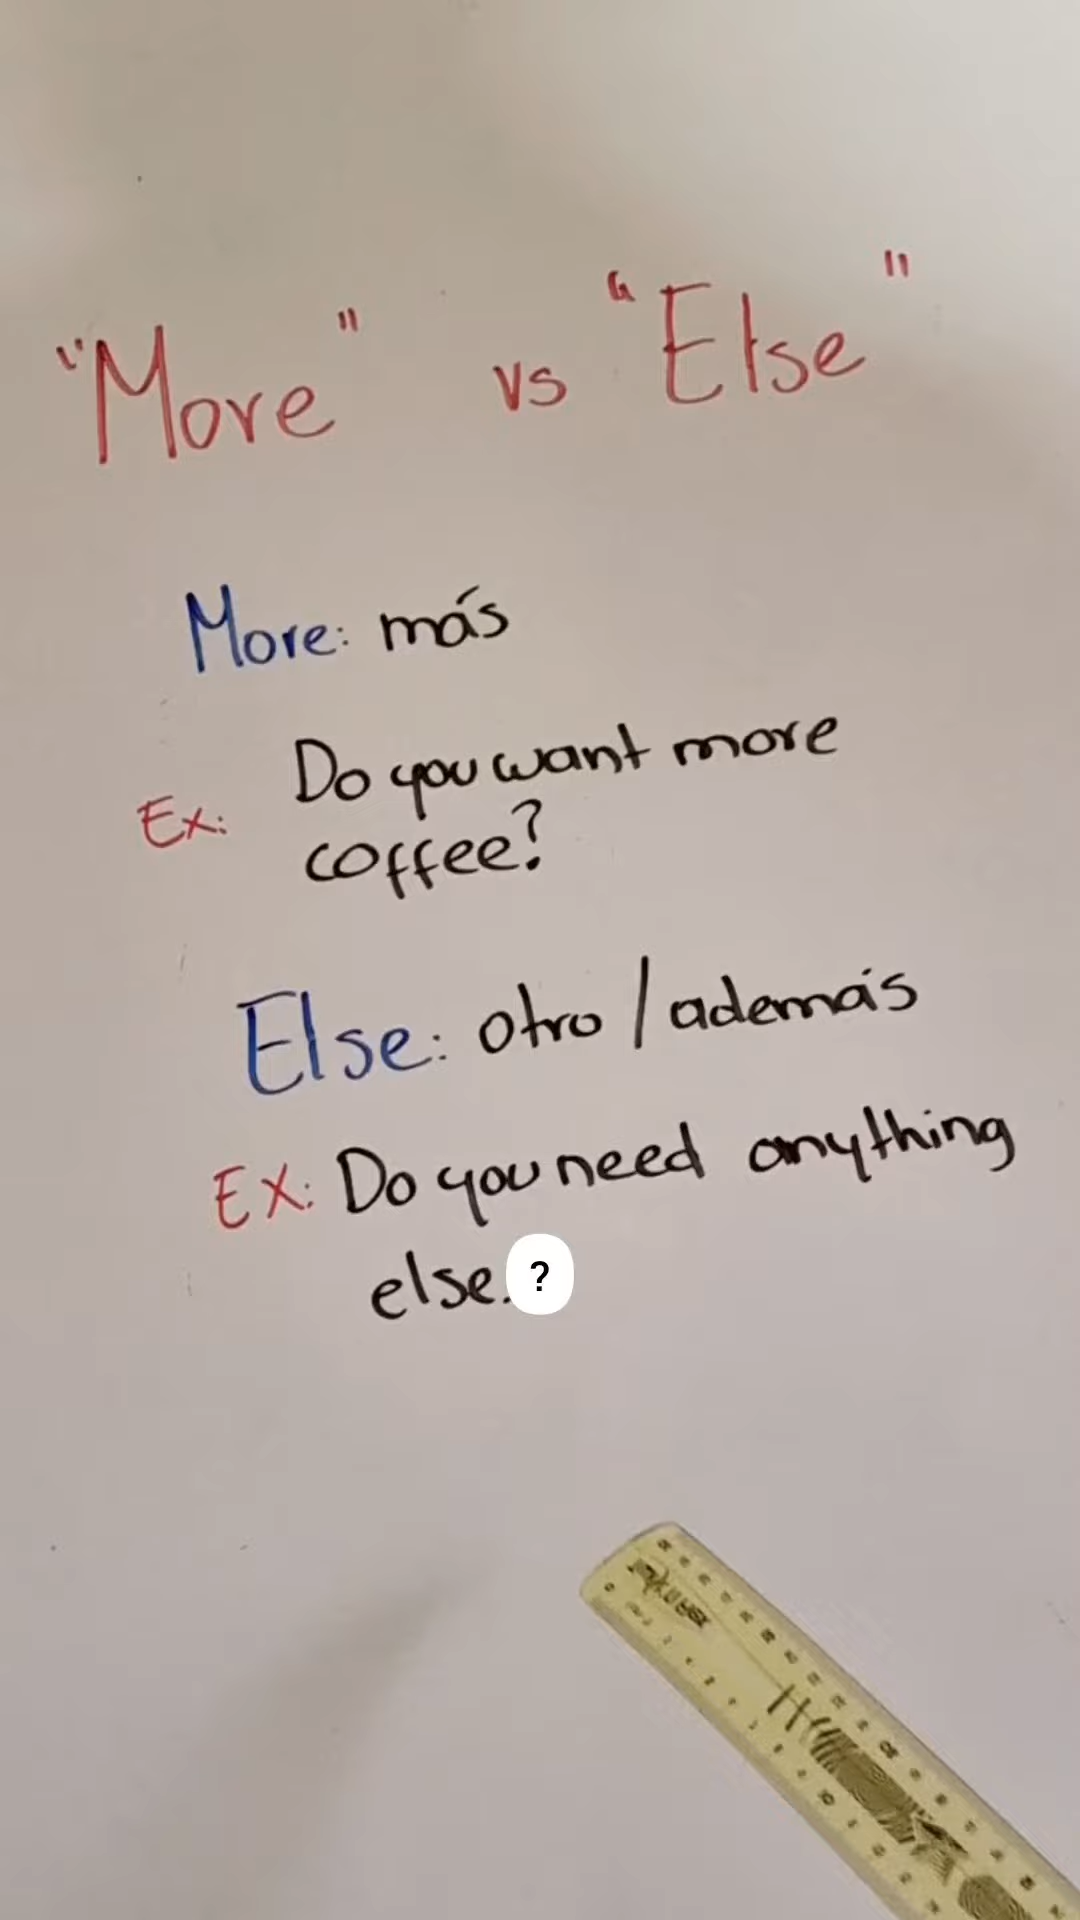 "More" vs "Else"
More: más
Ex: Do you want more
coffee?
Else: otro / además
EX: Do you need anything
else. ?